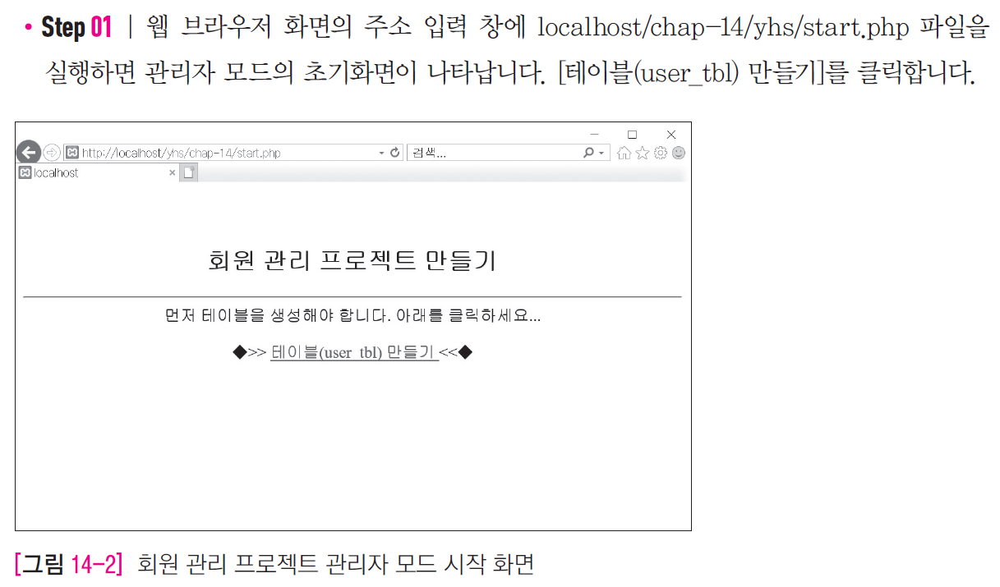 • Step 01 | 웹 브라우저 화면의 주소 입력 창에 localhost/chap-14/yhs/start.php 파일을
실행하면 관리자 모드의 초기화면이 나타납니다. [테이블(user_tbl) 만들기]를 클릭합니다.
http://localhost/yhs/chap-14/start.php 검색...
localhost
회원 관리 프로젝트 만들기
먼저 테이블을 생성해야 합니다. 아래를 클릭하세요...
◆>> 테이블(user_tbl) 만들기 <<◆
[그림 14-2] 회원 관리 프로젝트 관리자 모드 시작 화면